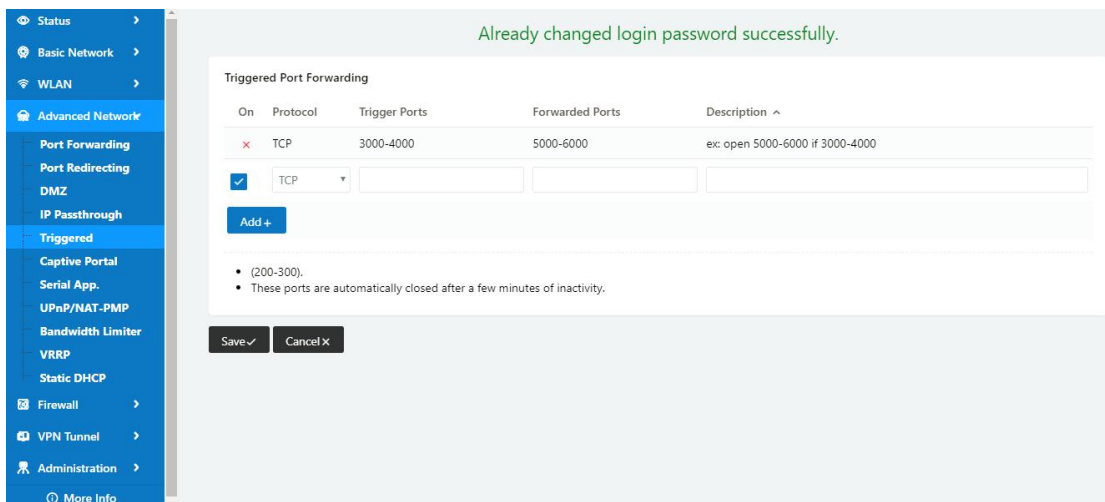 Status
Basic Network
WLAN
Advanced Network
Port Forwarding
Port Redirecting
DMZ
IP Passthrough
Triggered
Captive Portal
Serial App.
UPnP/NAT-PMP
Bandwidth Limiter
VRRP
Static DHCP
Firewall
VPN Tunnel
Administration
More Info
Already changed login password successfully.
Triggered Port Forwarding
On Protocol Trigger Ports Forwarded Ports Description
TCP 3000-4000 5000-6000 ex: open 5000-6000 if 3000-4000
TCP
Add+
• (200-300).
• These ports are automatically closed after a few minutes of inactivity.
Save Cancel